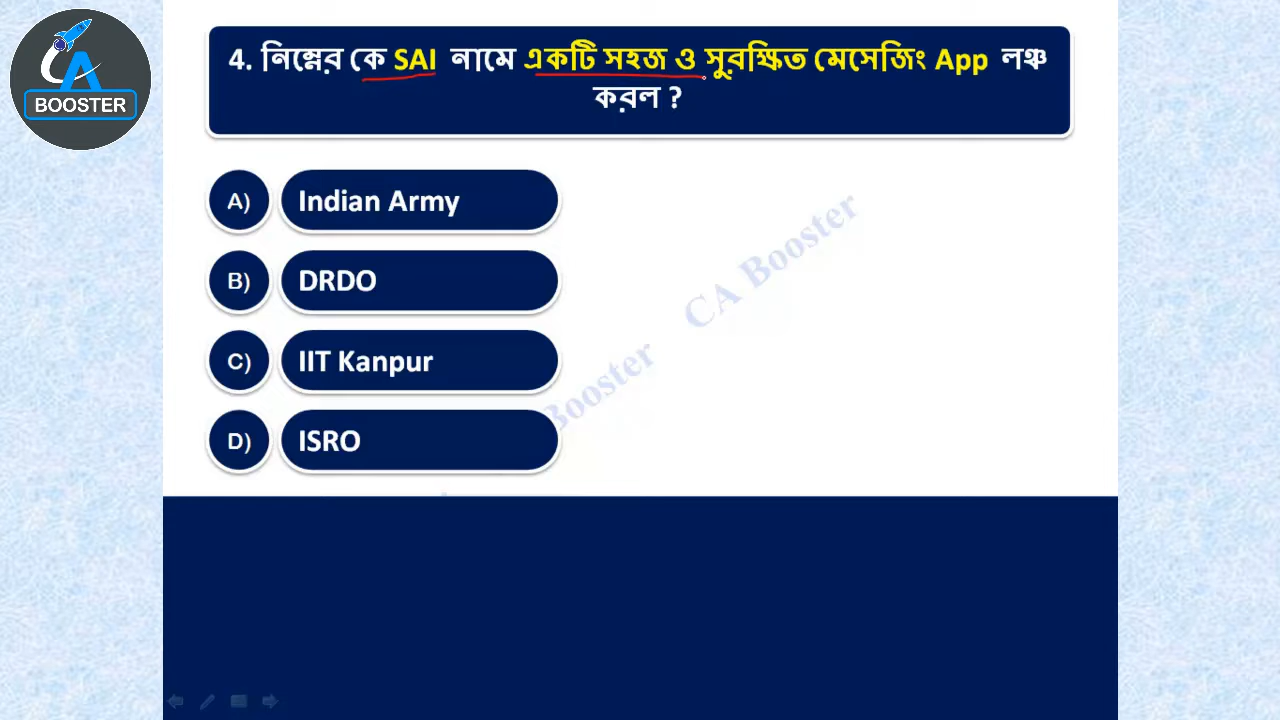 A
BOOSTER
4. নিম্নের কে SAI নামে একটি সহজ ও সুরক্ষিত মেসেজিং App লঞ্চ
করল ?
A) Indian Army
B) DRDO
C) IIT Kanpur
D) ISRO
CA Booster
Booster